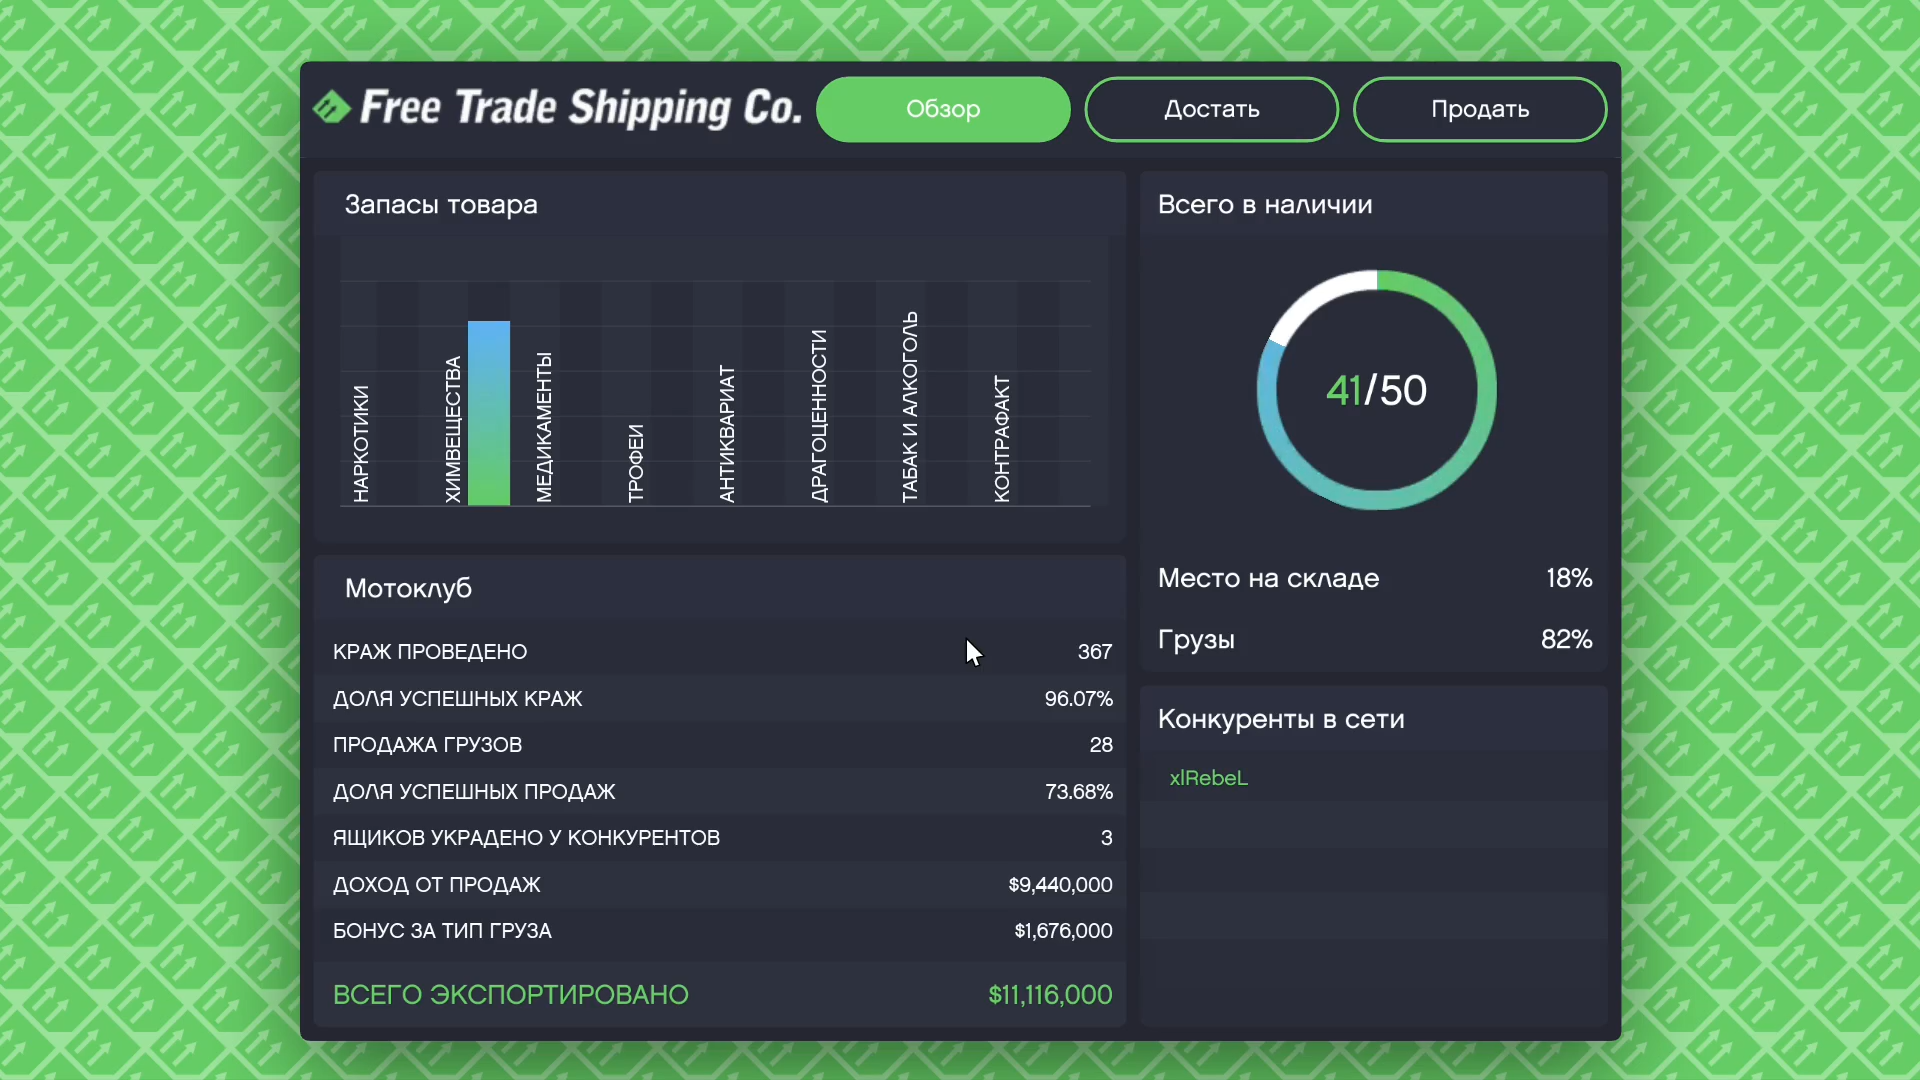 Free Trade Shipping Co.
Обзор
Достать
Продать
Запасы товара
НАРКОТИКИ
ХИМВЕЩЕСТВА
МЕДИКАМЕНТЫ
ТРОФЕИ
АНТИКВАРИАТ
ДРАГОЦЕННОСТИ
ТАБАК И АЛКОГОЛЬ
КОНТРАФАКТ
Всего в наличии
41/50
Место на складе 18%
Грузы 82%
Мотоклуб
КРАЖ ПРОВЕДЕНО 367
ДОЛЯ УСПЕШНЫХ КРАЖ 96.07%
ПРОДАЖА ГРУЗОВ 28
ДОЛЯ УСПЕШНЫХ ПРОДАЖ 73.68%
ЯЩИКОВ УКРАДЕНО У КОНКУРЕНТОВ 3
ДОХОД ОТ ПРОДАЖ $9,440,000
БОНУС ЗА ТИП ГРУЗА $1,676,000
ВСЕГО ЭКСПОРТИРОВАНО $11,116,000
Конкуренты в сети
xlRebeL